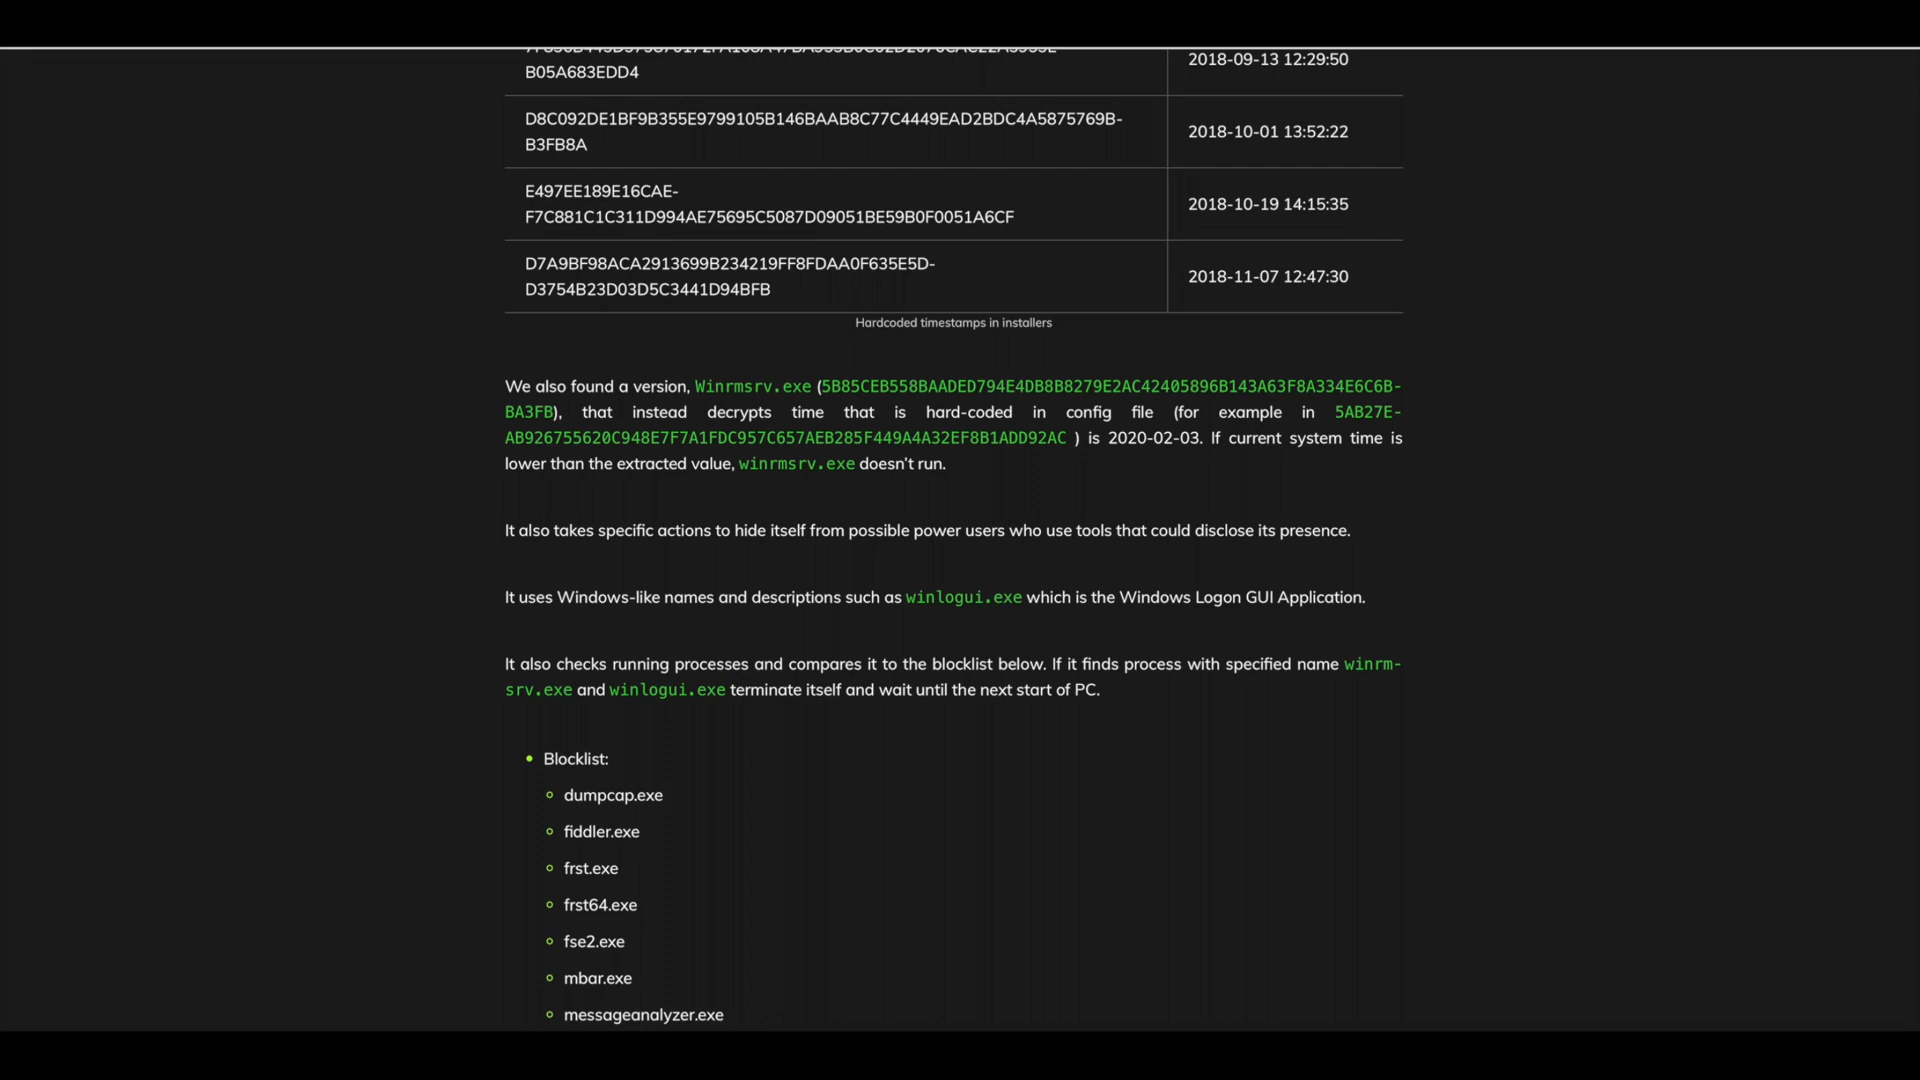 B05A683EDD4
2018-09-13 12:29:50
D8C092DE1BF9B355E9799105B146BAAB8C77C4449EAD2BDC4A5875769B-
B3FB8A
2018-10-01 13:52:22
E497EE189E16CAE-
F7C881C1C311D994AE75695C5087D09051BE59B0F0051A6CF
2018-10-19 14:15:35
D7A9BF98ACA2913699B234219FF8FDAA0F635E5D-
D3754B23D03D5C3441D94BFB
2018-11-07 12:47:30
Hardcoded timestamps in installers
We also found a version, Winrmsrv.exe (5B85CEB558BAADED794E4DB8B8279E2AC42405896B143A63F8A334E6C6B-
BA3FB), that instead decrypts time that is hard-coded in config file (for example in 5AB27E-
AB926755620C948E7F7A1FDC957C657AEB285F449A4A32EF8B1ADD92AC ) is 2020-02-03. If current system time is
lower than the extracted value, winrmsrv.exe doesn't run.
It also takes specific actions to hide itself from possible power users who use tools that could disclose its presence.
It uses Windows-like names and descriptions such as winlogui.exe which is the Windows Logon GUI Application.
It also checks running processes and compares it to the blocklist below. If it finds process with specified name winrm-
srv.exe and winlogui.exe terminate itself and wait until the next start of PC.
Blocklist:
dumpcap.exe
fiddler.exe
frst.exe
frst64.exe
fse2.exe
mbar.exe
messageanalyzer.exe